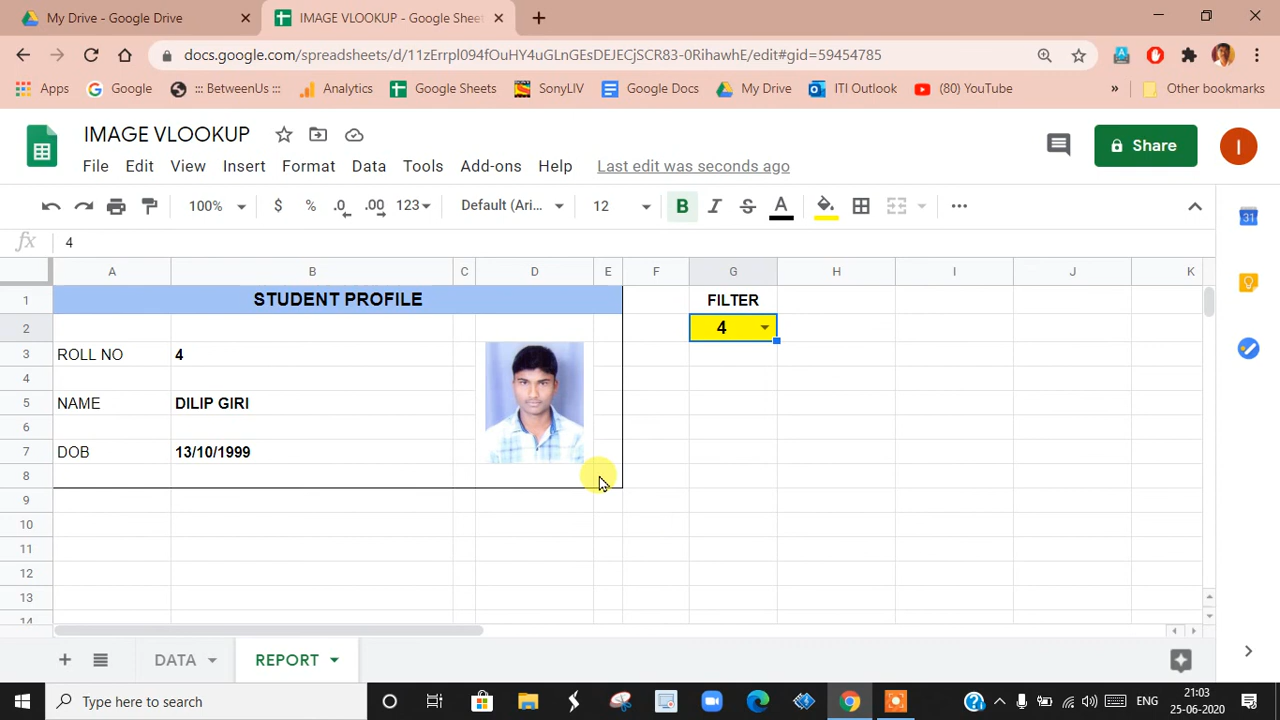 My Drive - Google Drive
IMAGE VLOOKUP - Google Sheet
docs.google.com/spreadsheets/d/11zErrpl094fOuHY4uGLnGEsDEJECjSCR83-0RihawhE/edit#gid=59454785
Apps Google ::: BetweenUs ::: Analytics Google Sheets SonyLIV Google Docs My Drive ITI Outlook (80) YouTube » Other bookmarks
IMAGE VLOOKUP
Share
I
File Edit View Insert Format Data Tools Add-ons Help Last edit was seconds ago
100% $ % .0 .00 123 Default (Ari... 12 B I S A
31
fx 4
A B C D E F G H I J K
1 STUDENT PROFILE FILTER
2 4
3 ROLL NO 4
4
5 NAME DILIP GIRI
6
7 DOB 13/10/1999
8
9
10
11
12
13
14
DATA REPORT
Type here to search
ENG
21:03
25-06-2020